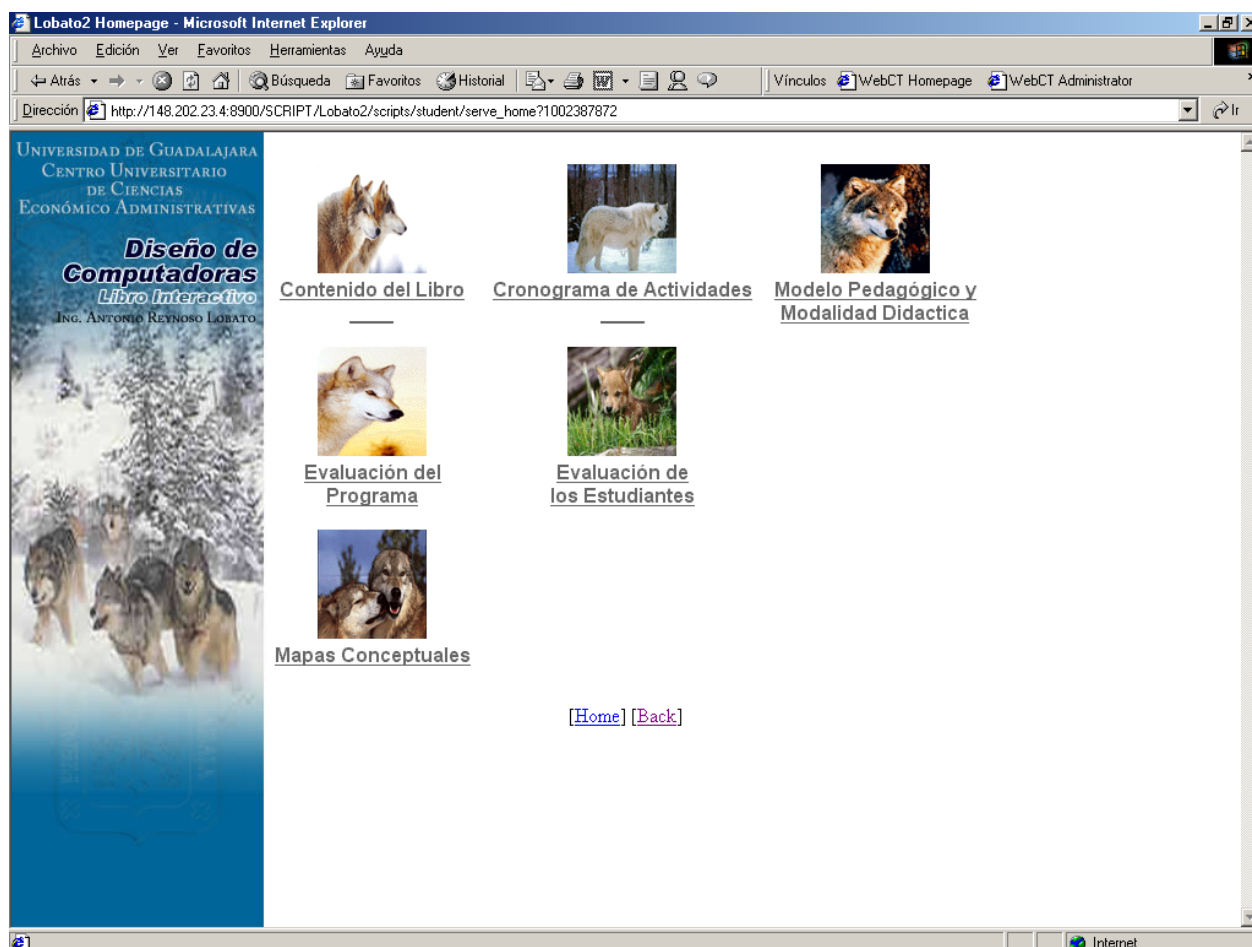 Lobato2 Homepage - Microsoft Internet Explorer
Archivo Edición Ver Favoritos Herramientas Ayuda
Atrás Búsqueda Favoritos Historial Vínculos WebCT Homepage WebCT Administrator
Dirección http://148.202.23.4:8900/SCRIPT/Lobato2/scripts/student/serve_home?1002387872 Ir
UNIVERSIDAD DE GUADALAJARA
CENTRO UNIVERSITARIO
DE CIENCIAS
ECONÓMICO ADMINISTRATIVAS
Diseño de
Computadoras
Libro Interactivo
ING. ANTONIO REYNOSO LOBATO
Contenido del Libro
Cronograma de Actividades
Modelo Pedagógico y
Modalidad Didactica
Evaluación del
Programa
Evaluación de
los Estudiantes
Mapas Conceptuales
[Home] [Back]
Internet